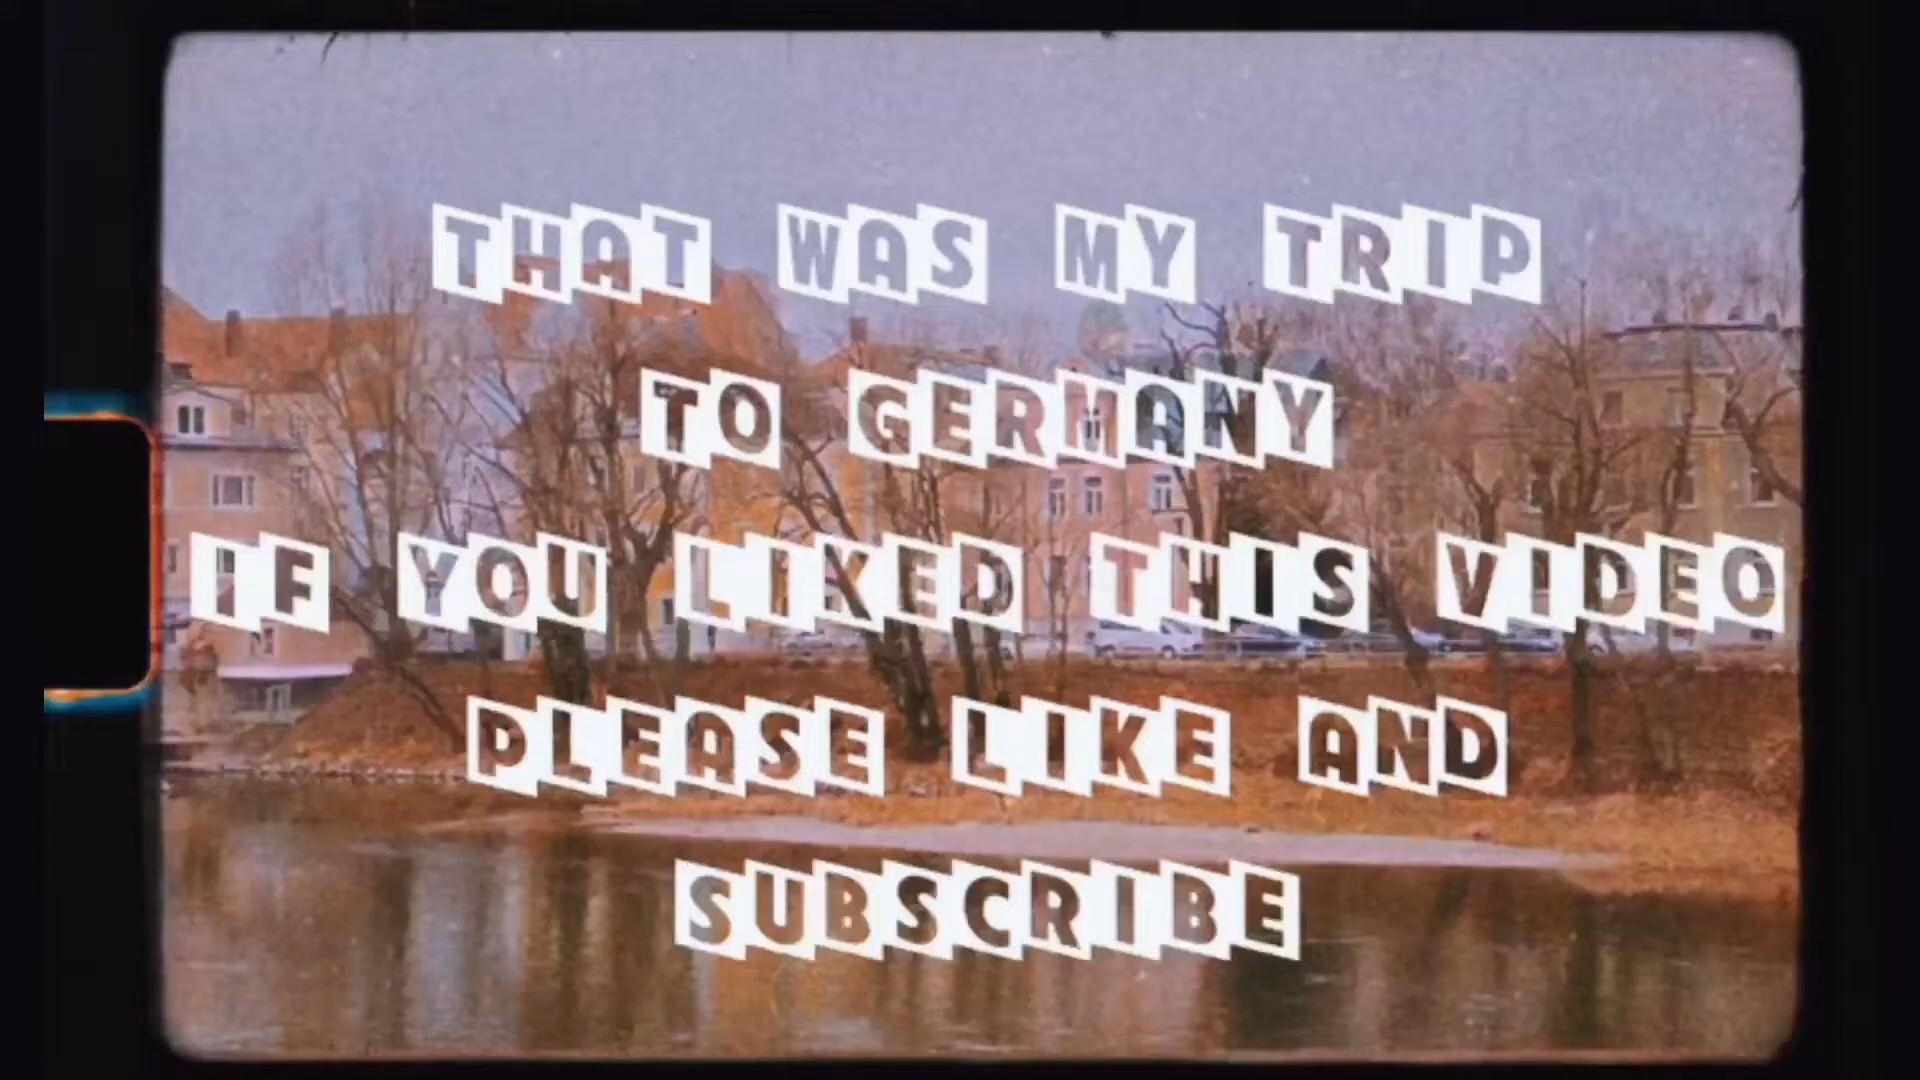 THAT WAS MY TRIP
TO GERMANY
IF YOU LIKED THIS VIDEO
PLEASE LIKE AND
SUBSCRIBE